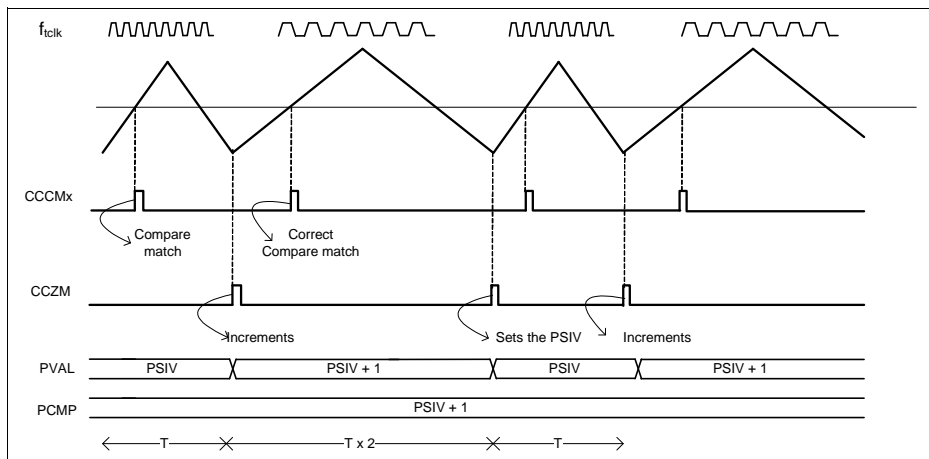 ftclk
CCCMx
Compare
match
Correct
Compare match
CCZM
Increments
Sets the PSIV
Increments
PVAL
PSIV
PSIV + 1
PSIV
PSIV + 1
PCMP
PSIV + 1
T
T x 2
T